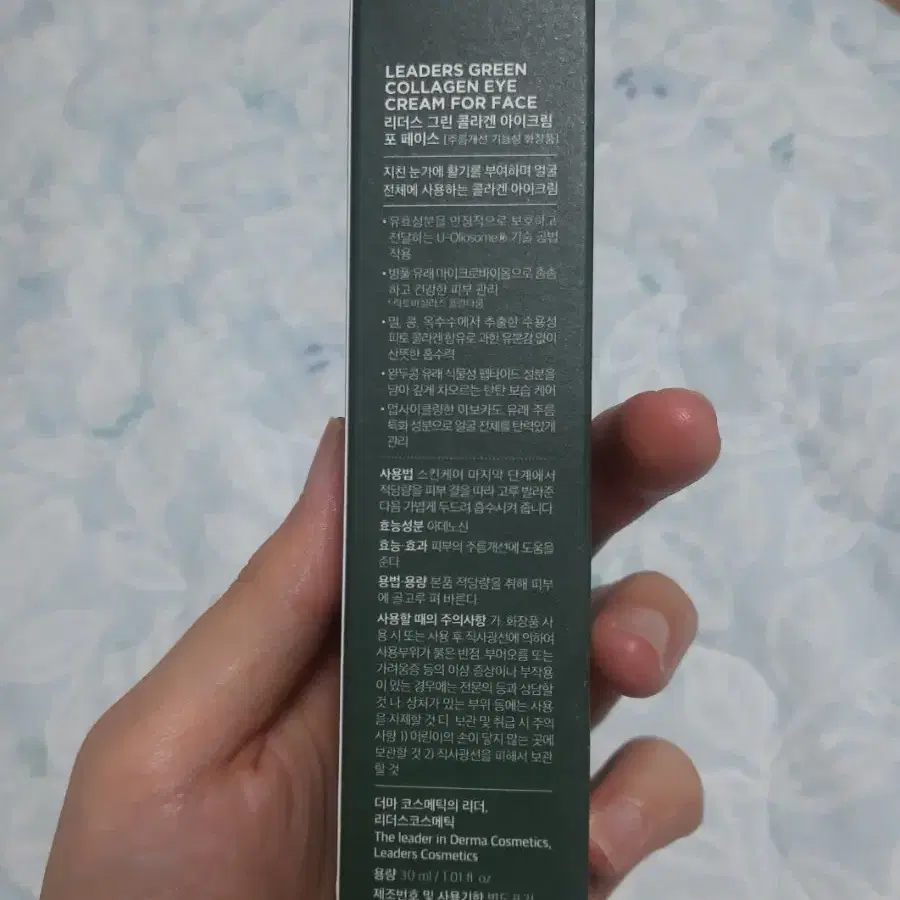 LEADERS GREEN
COLLAGEN EYE
CREAM FOR FACE
리더스 그린 콜라겐 아이크림
포 페이스 [주름개선 기능성 화장품]
지친 눈가에 활기를 부여하며 얼굴
전체에 사용하는 콜라겐 아이크림
• 유효성분을 안정적으로 보호하고
전달하는 U-Oliosome® 기술 공법
적용
• 병풀 유래 마이크로바이옴으로 촘촘
하고 건강한 피부 관리
• 밀, 콩, 옥수수에서 추출한 수용성
피토 콜라겐 함유로 과한 유분감 없이
산뜻한 흡수력
• 완두콩 유래 식물성 펩타이드 성분을
담아 깊게 차오르는 탄탄 보습 케어
• 업사이클링한 아보카도 유래 주름
특화 성분으로 얼굴 전체를 탄력있게
관리
사용법 스킨케어 마지막 단계에서
적당량을 피부 결을 따라 고루 발라준
다음 가볍게 두드려 흡수시켜 줍니다
효능성분 아데노신
효능·효과 피부의 주름개선에 도움을
준다
용법·용량 본품 적당량을 취해 피부
에 골고루 펴 바른다
사용할 때의 주의사항 가. 화장품 사
용 시 또는 사용 후 직사광선에 의하여
사용부위가 붉은 반점, 부어오름 또는
가려움증 등의 이상 증상이나 부작용
이 있는 경우에는 전문의 등과 상담할
것 나. 상처가 있는 부위 등에는 사용
을 자제할 것 다. 보관 및 취급 시 주의
사항 1) 어린이의 손이 닿지 않는 곳에
보관할 것 2) 직사광선을 피해서 보관
할 것
더마 코스메틱의 리더,
리더스코스메틱
The leader in Derma Cosmetics,
Leaders Cosmetics
용량 30 ml / 1.01 fl. oz
제조번호 및 사용기한 별도표기